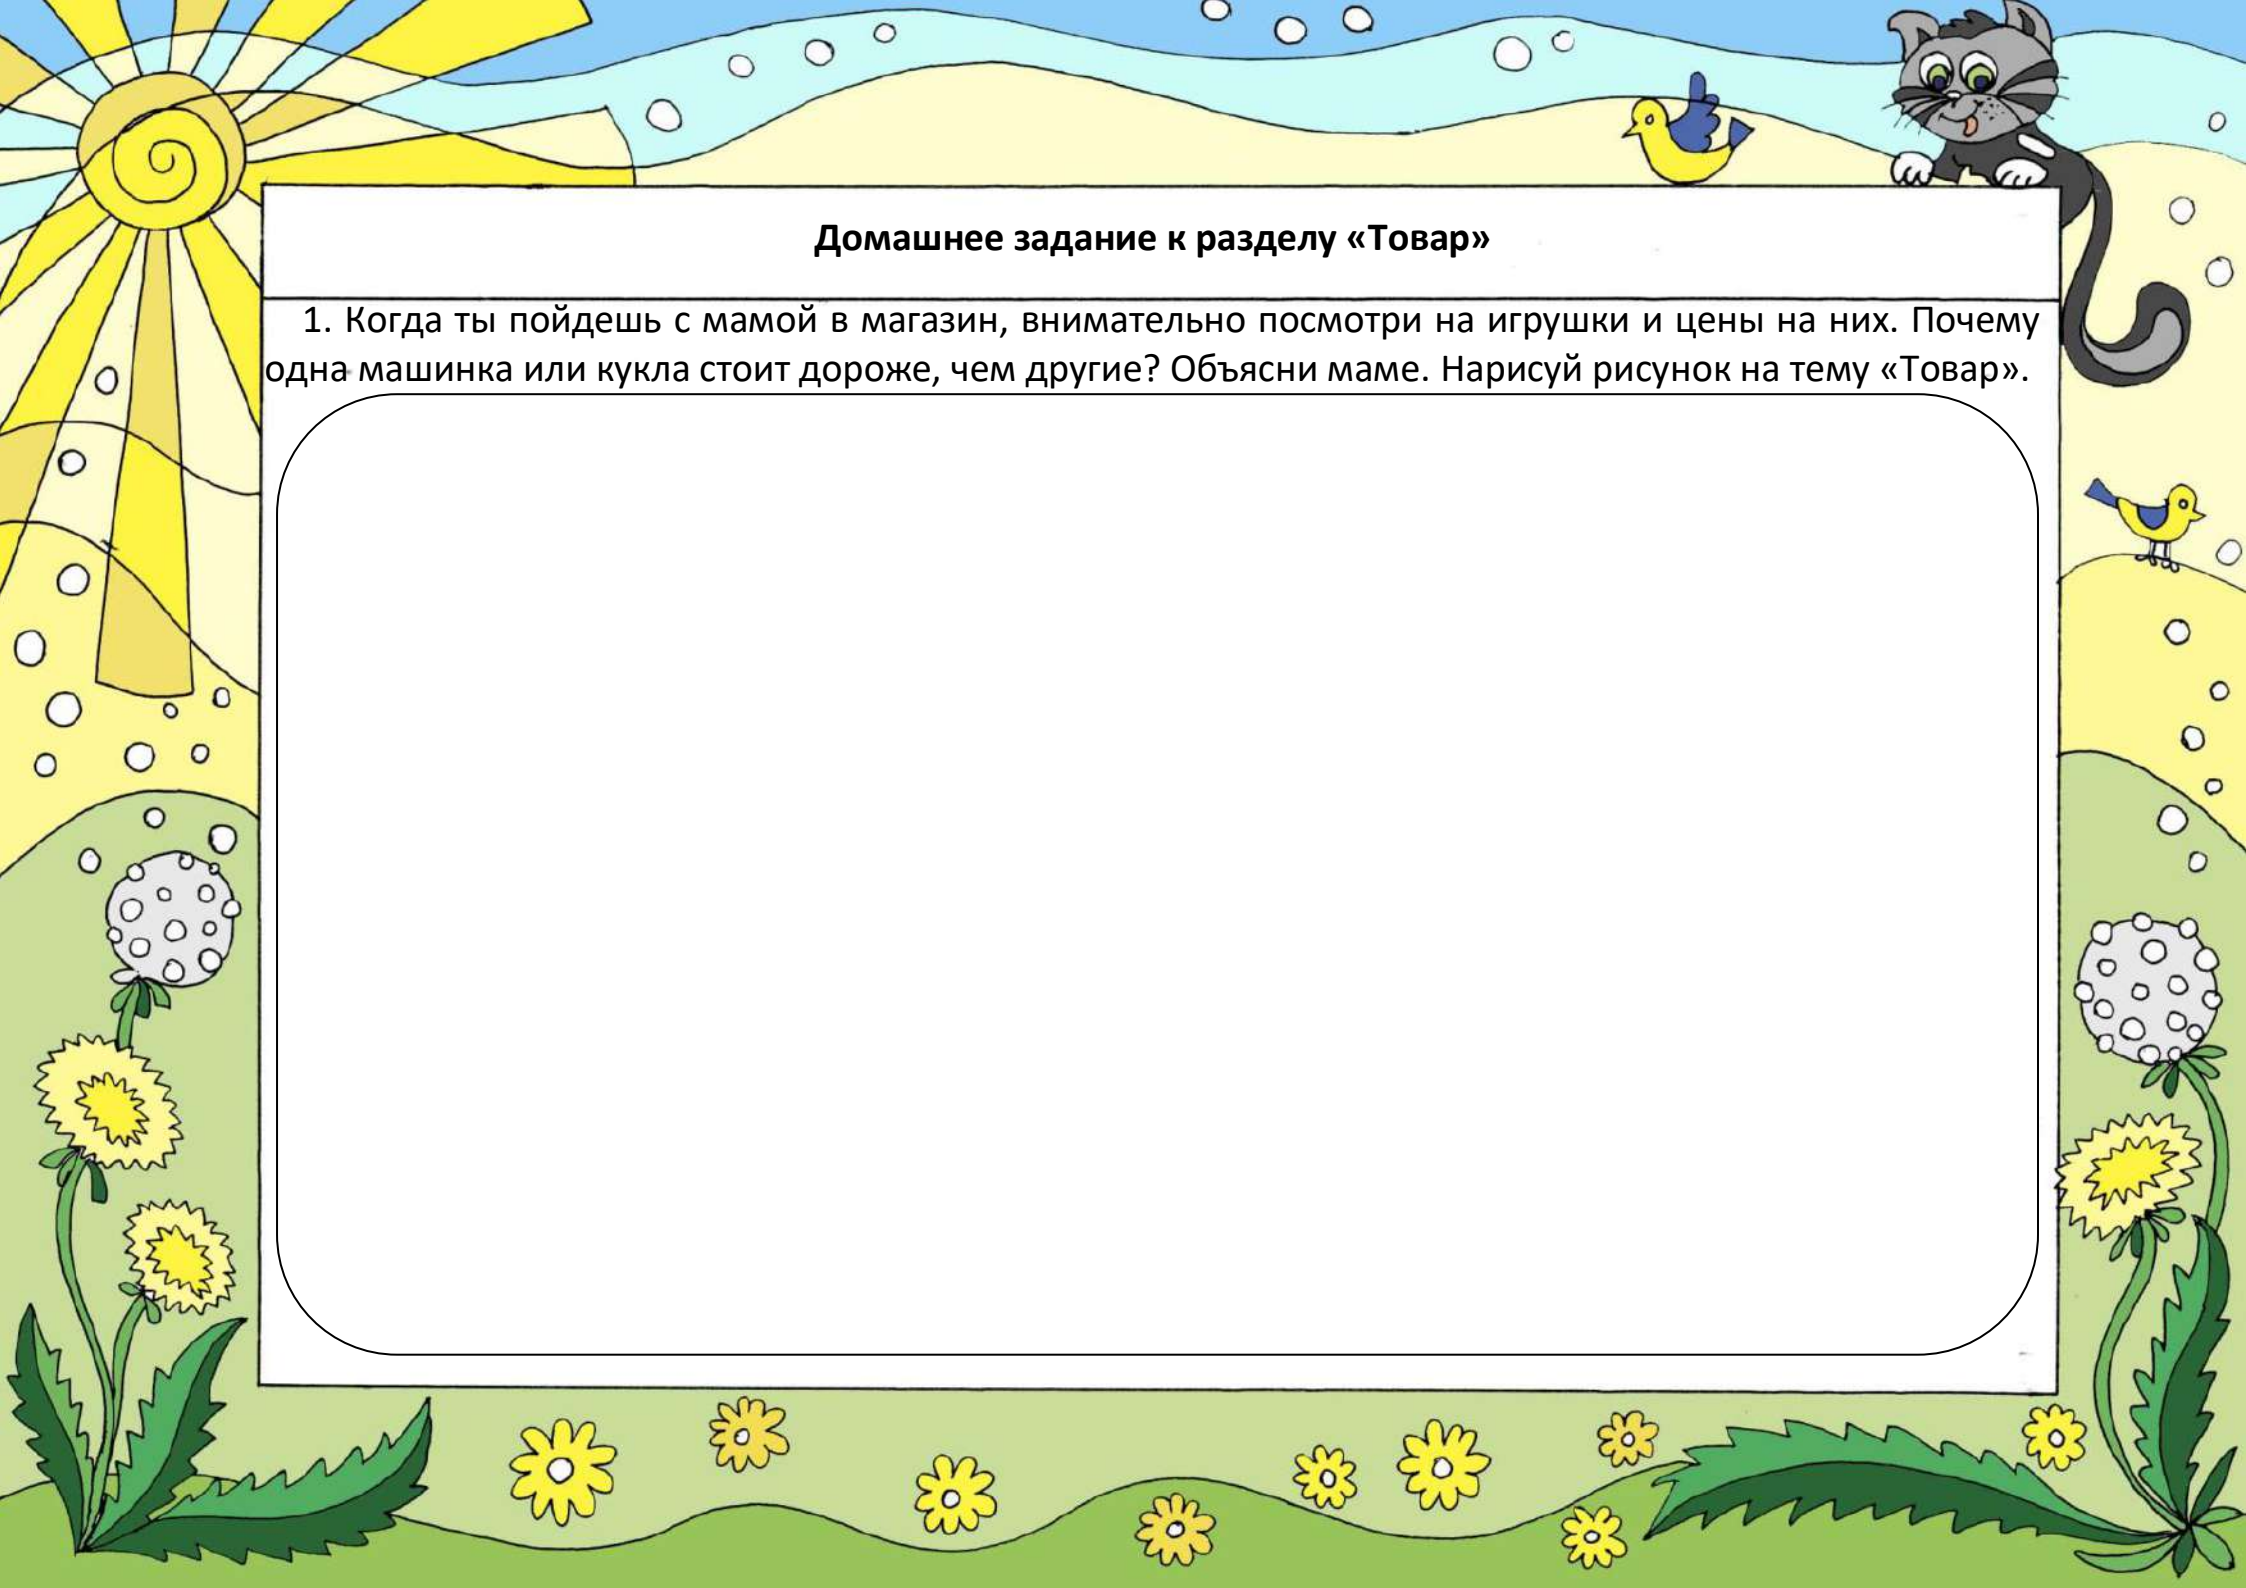 Домашнее задание к разделу «Товар»
1. Когда ты пойдешь с мамой в магазин, внимательно посмотри на игрушки и цены на них. Почему
одна машинка или кукла стоит дороже, чем другие? Объясни маме. Нарисуй рисунок на тему «Товар».